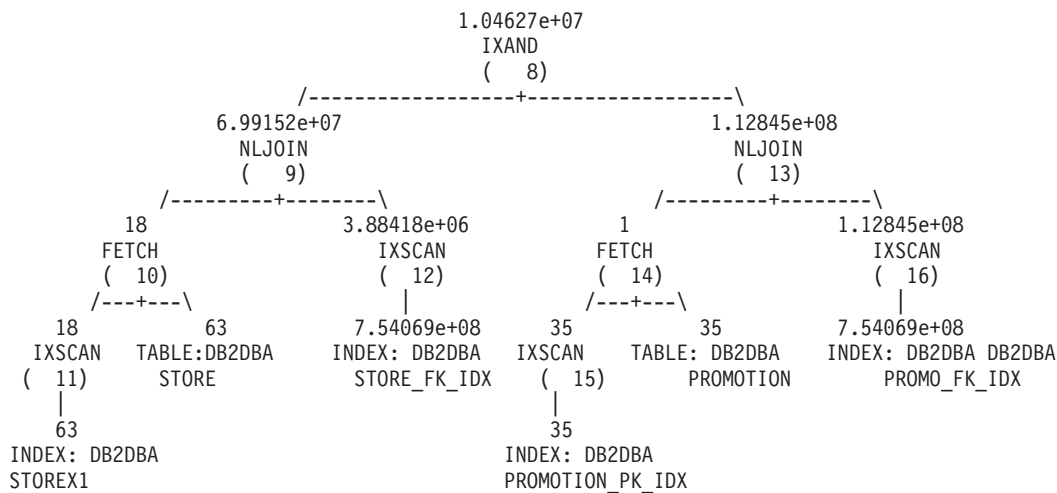 1.04627e+07
IXAND
( 8)
/------------------+------------------\
6.99152e+07 1.12845e+08
NLJOIN NLJOIN
( 9) ( 13)
/---------+--------\ /---------+--------\
18 3.88418e+06 1 1.12845e+08
FETCH IXSCAN FETCH IXSCAN
( 10) ( 12) ( 14) ( 16)
/---+---\ | /---+---\ |
18 63 7.54069e+08 35 35 7.54069e+08
IXSCAN TABLE:DB2DBA INDEX: DB2DBA IXSCAN TABLE: DB2DBA INDEX: DB2DBA DB2DBA
( 11) STORE STORE_FK_IDX ( 15) PROMOTION PROMO_FK_IDX
| |
63 35
INDEX: DB2DBA INDEX: DB2DBA
STOREX1 PROMOTION_PK_IDX